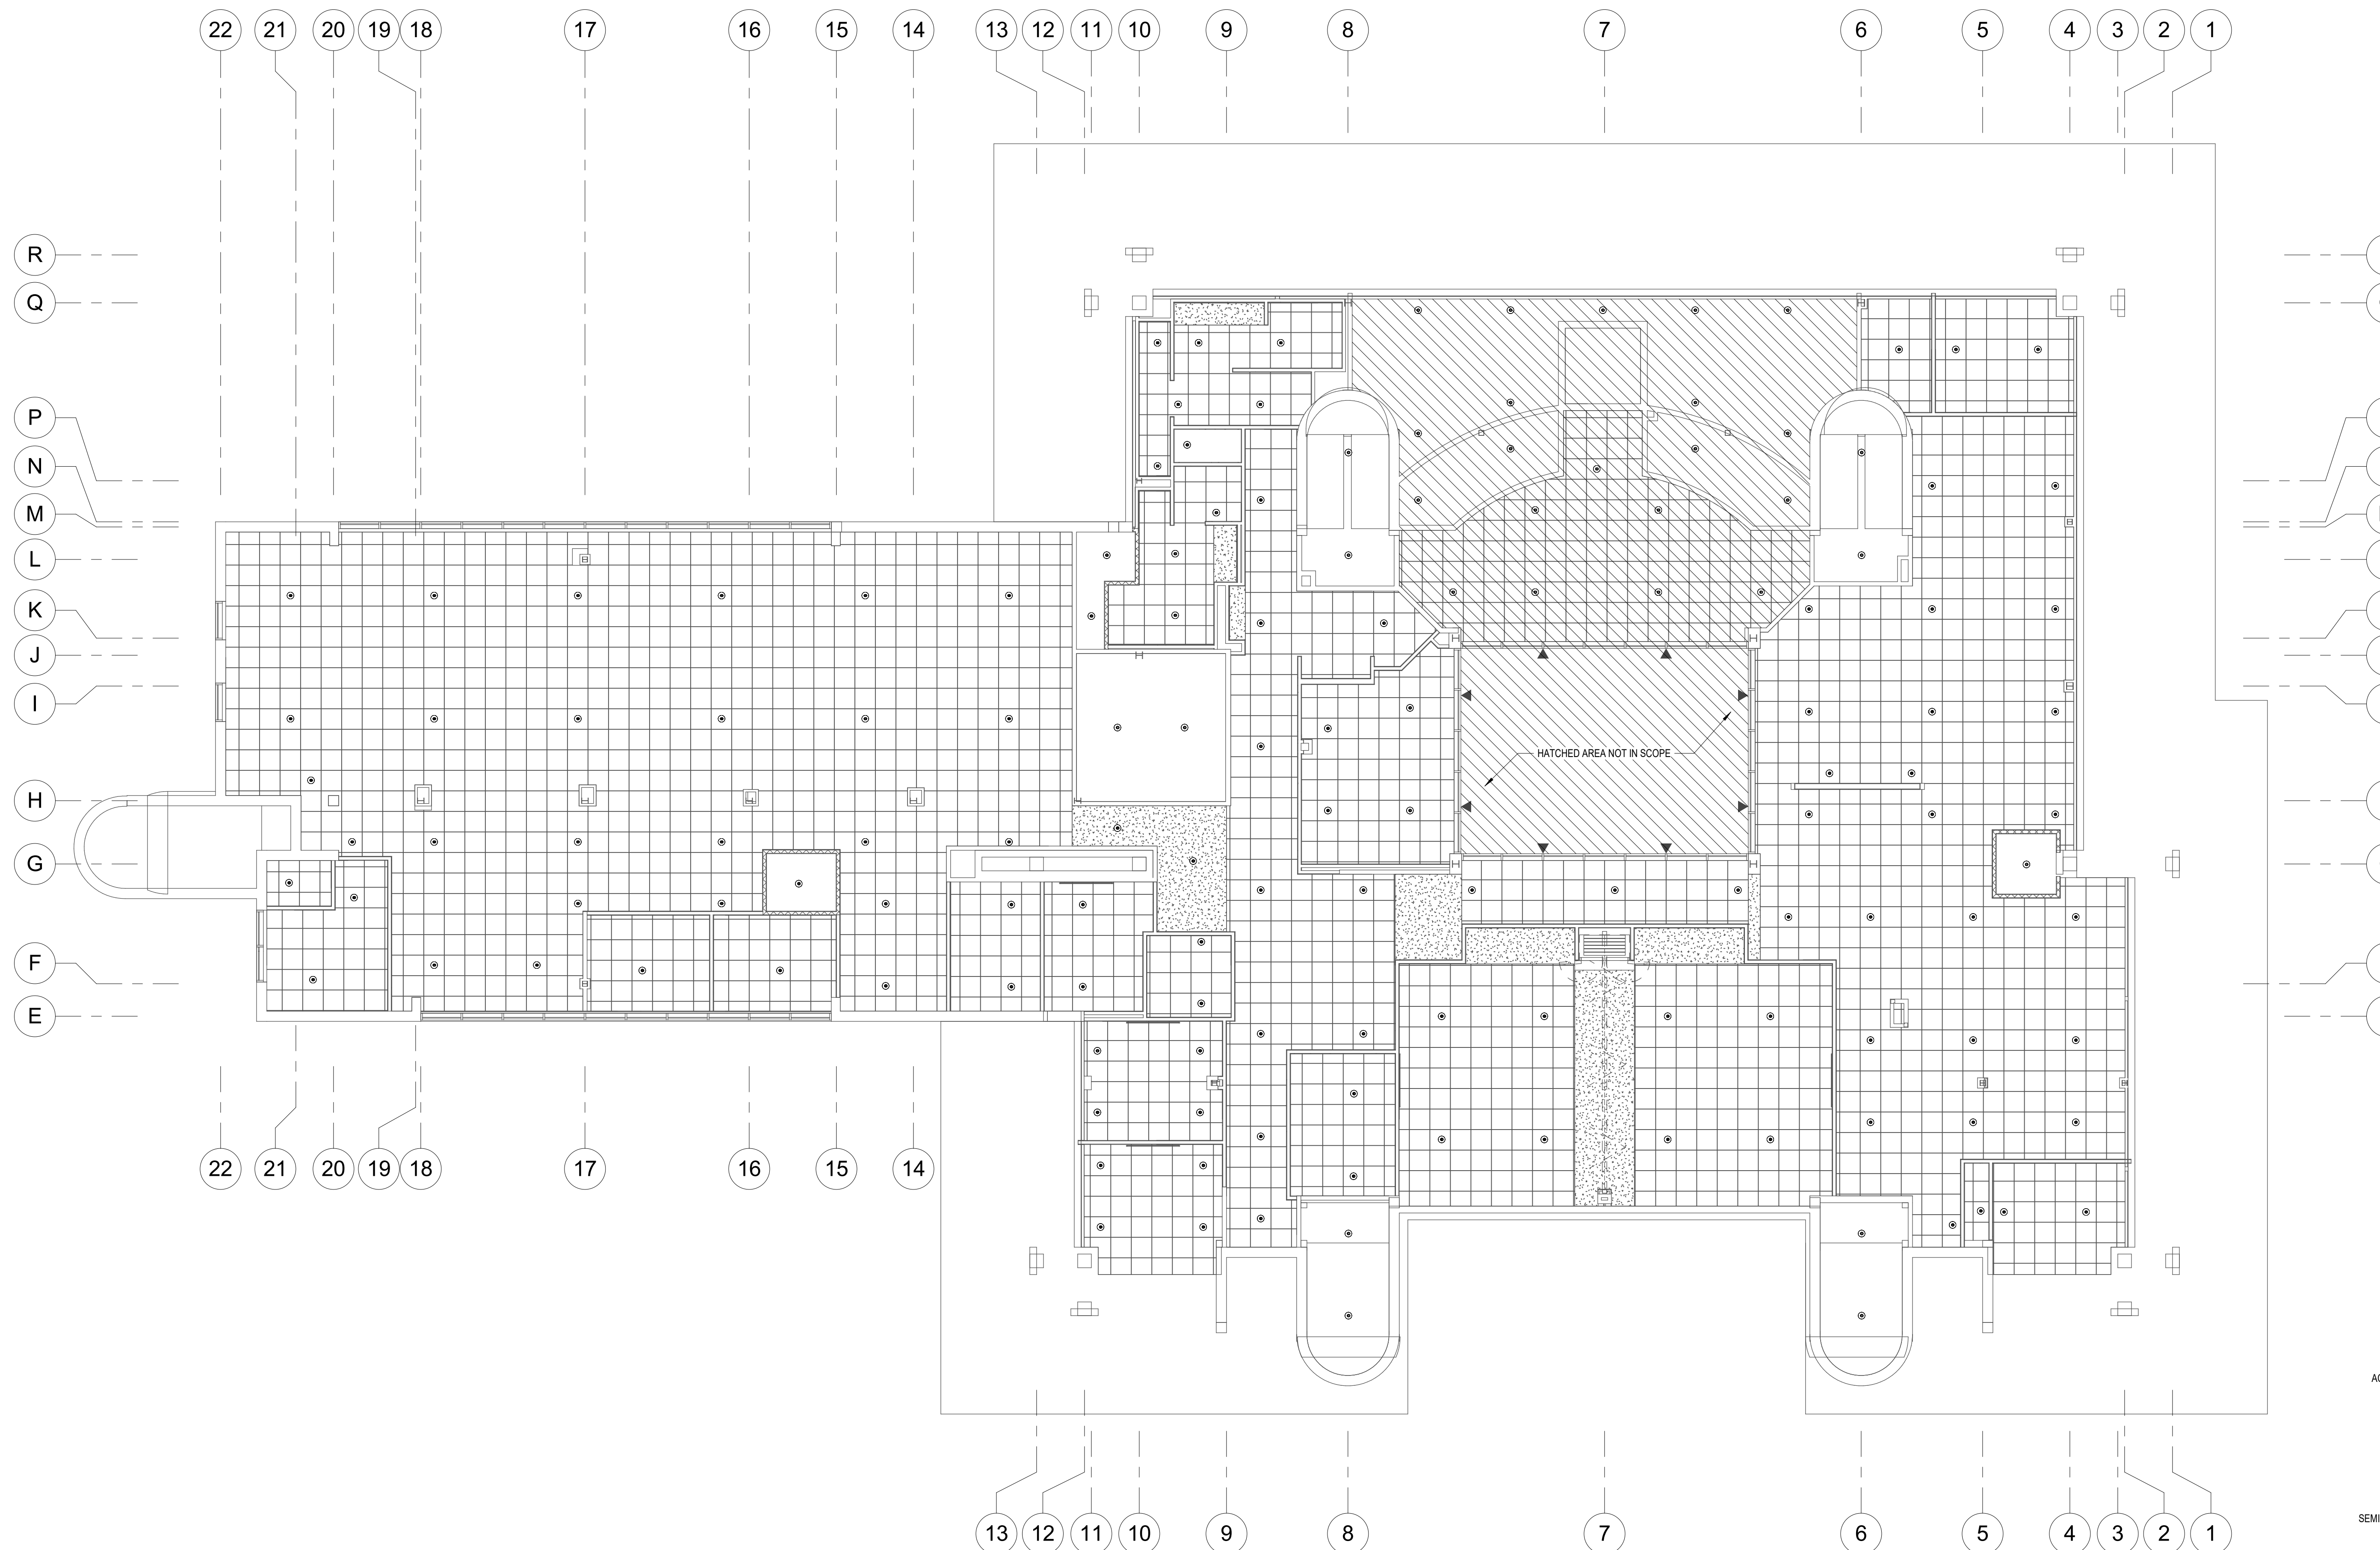 22 21 20 19 18 17 16 15 14 13 12 11 10 9 8 7 6 5 4 3 2 1
R
Q
P
N
M
L
K
J
I
HATCHED AREA NOT IN SCOPE
H
G
F
E
22 21 20 19 18 17 16 15 14
13 12 11 10 9 8 7 6 5 4 3 2 1
SEMI